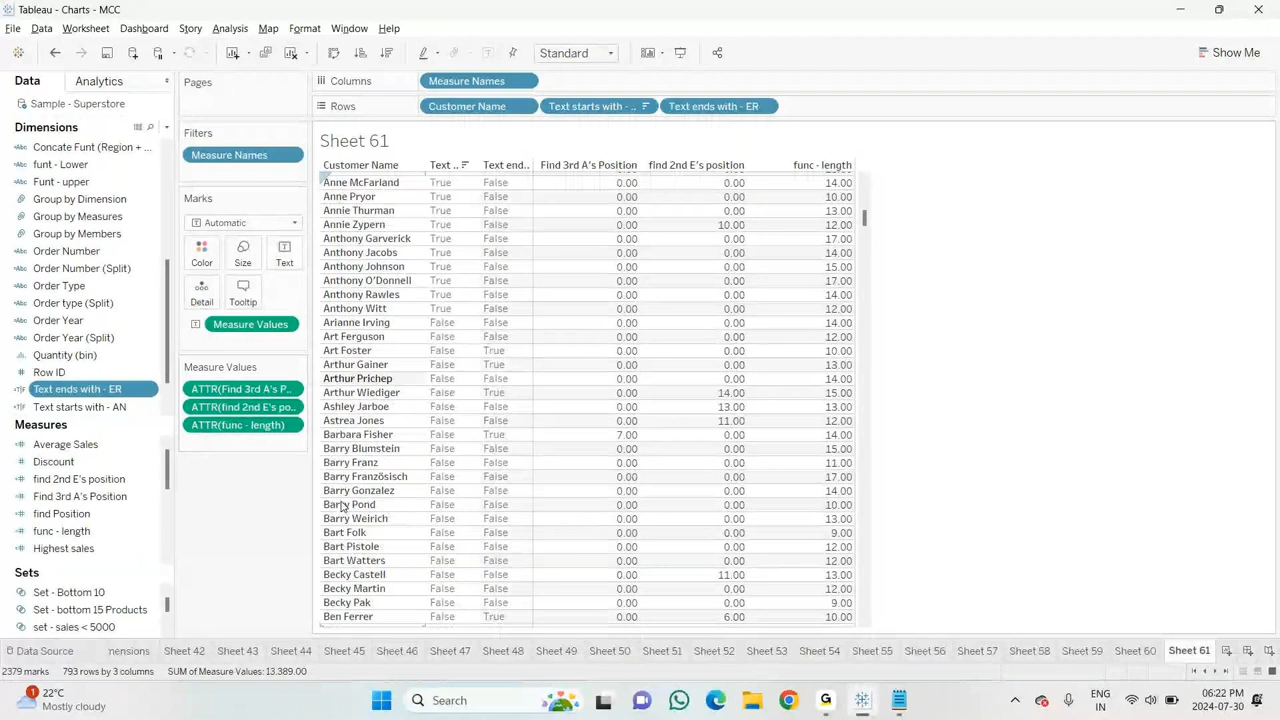 Tableau - Charts - MCC
File Data Worksheet Dashboard Story Analysis Map Format Window Help
Standard
Show Me
Data Analytics
Sample - Superstore
Dimensions
Concate Funt (Region + ...
funt - Lower
Funt - upper
Group by Dimension
Group by Measures
Group by Members
Order Number
Order Number (Split)
Order Type
Order type (Split)
Order Year
Order Year (Split)
Quantity (bin)
Row ID
Text ends with - ER
Text starts with - AN
Measures
Average Sales
Discount
find 2nd E's position
Find 3rd A's Position
find Position
func - length
Highest sales
Sets
Set - Bottom 10
Set - bottom 15 Products
set - sales < 5000
Pages
Filters
Measure Names
Marks
Automatic
Color Size Text
Detail Tooltip
Measure Values
Measure Values
ATTR(Find 3rd A's P..
ATTR(find 2nd E's po..
ATTR(func - length)
Columns Measure Names
Rows Customer Name Text starts with - .. Text ends with - ER
Sheet 61
Customer Name Text .. Text end.. Find 3rd A's Position find 2nd E's position func - length
Anne McFarland True False 0.00 0.00 14.00
Anne Pryor True False 0.00 0.00 10.00
Annie Thurman True False 0.00 0.00 13.00
Annie Zypern True False 0.00 10.00 12.00
Anthony Garverick True False 0.00 0.00 17.00
Anthony Jacobs True False 0.00 0.00 14.00
Anthony Johnson True False 0.00 0.00 15.00
Anthony O'Donnell True False 0.00 0.00 17.00
Anthony Rawles True False 0.00 0.00 14.00
Anthony Witt True False 0.00 0.00 12.00
Arianne Irving False False 0.00 0.00 14.00
Art Ferguson False False 0.00 0.00 12.00
Art Foster False True 0.00 0.00 10.00
Arthur Gainer False True 0.00 0.00 13.00
Arthur Prichep False False 0.00 0.00 14.00
Arthur Wiediger False True 0.00 14.00 15.00
Ashley Jarboe False False 0.00 13.00 13.00
Astrea Jones False False 0.00 11.00 12.00
Barbara Fisher False True 7.00 0.00 14.00
Barry Blumstein False False 0.00 0.00 15.00
Barry Franz False False 0.00 0.00 11.00
Barry Französisch False False 0.00 0.00 17.00
Barry Gonzalez False False 0.00 0.00 14.00
Barry Pond False False 0.00 0.00 10.00
Barry Weirich False False 0.00 0.00 13.00
Bart Folk False False 0.00 0.00 9.00
Bart Pistole False False 0.00 0.00 12.00
Bart Watters False False 0.00 0.00 12.00
Becky Castell False False 0.00 11.00 13.00
Becky Martin False False 0.00 0.00 12.00
Becky Pak False False 0.00 0.00 9.00
Ben Ferrer False True 0.00 6.00 10.00
Data Source nensions Sheet 42 Sheet 43 Sheet 44 Sheet 45 Sheet 46 Sheet 47 Sheet 48 Sheet 49 Sheet 50 Sheet 51 Sheet 52 Sheet 53 Sheet 54 Sheet 55 Sheet 56 Sheet 57 Sheet 58 Sheet 59 Sheet 60 Sheet 61
2379 marks 793 rows by 3 columns SUM of Measure Values: 13,389.00
1 22°C
Mostly cloudy
Search
ENG
IN
06:22 PM
2024-07-30